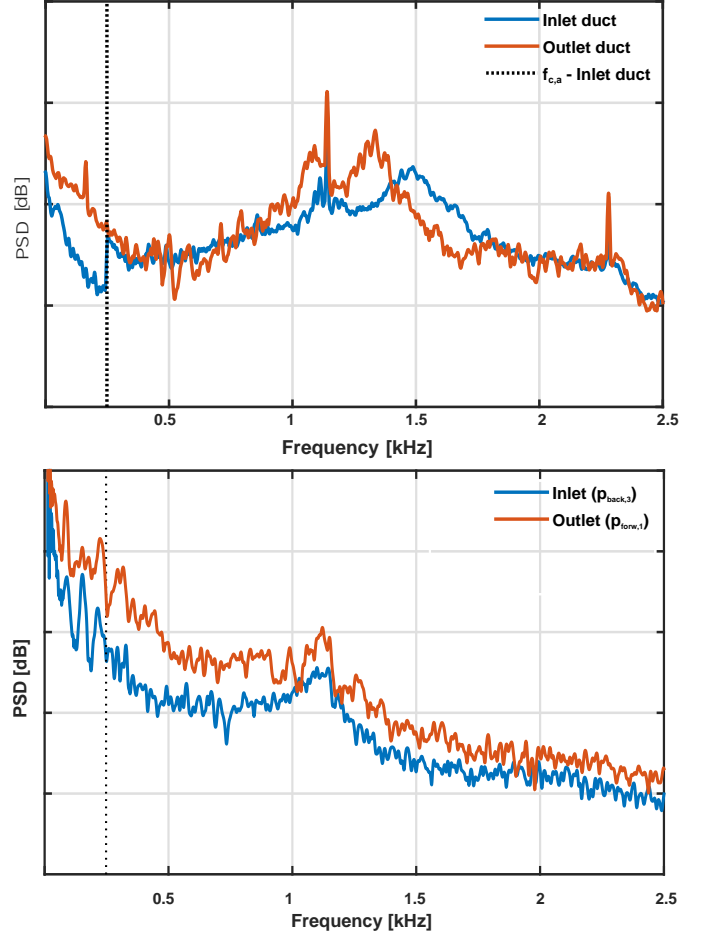 Inlet duct
Outlet duct
f_c,a - Inlet duct
PSD [dB]
0.5 1 1.5 2 2.5
Frequency [kHz]
Inlet (p_back,3)
Outlet (p_forw,1)
PSD [dB]
0.5 1 1.5 2 2.5
Frequency [kHz]